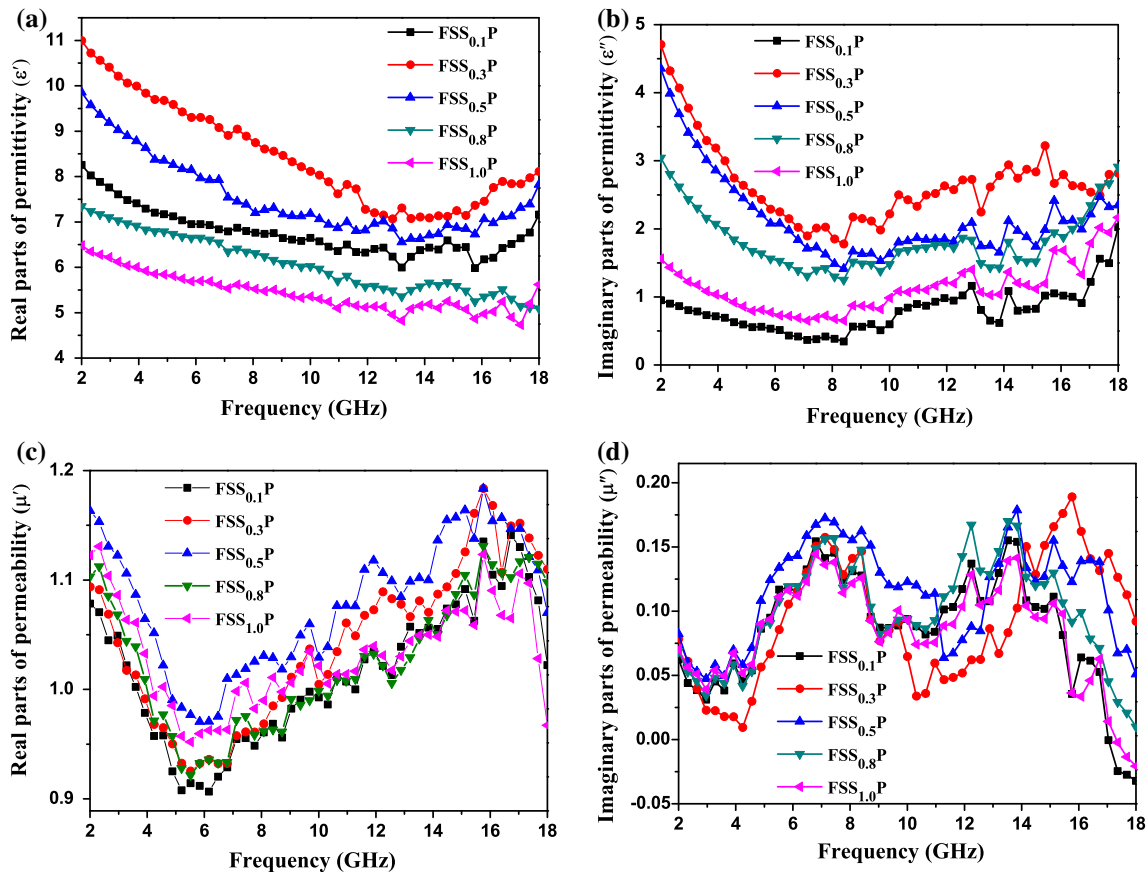 (a)
Real parts of permittivity (ε′)
11
10
9
8
7
6
5
4
FSS0.1P
FSS0.3P
FSS0.5P
FSS0.8P
FSS1.0P
2 4 6 8 10 12 14 16 18
Frequency (GHz)
(b)
Imaginary parts of permittivity (ε″)
5
4
3
2
1
0
FSS0.1P
FSS0.3P
FSS0.5P
FSS0.8P
FSS1.0P
2 4 6 8 10 12 14 16 18
Frequency (GHz)
(c)
Real parts of permeability (μ′)
1.2
1.1
1.0
0.9
FSS0.1P
FSS0.3P
FSS0.5P
FSS0.8P
FSS1.0P
2 4 6 8 10 12 14 16 18
Frequency (GHz)
(d)
Imaginary parts of permeability (μ″)
0.20
0.15
0.10
0.05
0.00
-0.05
FSS0.1P
FSS0.3P
FSS0.5P
FSS0.8P
FSS1.0P
2 4 6 8 10 12 14 16 18
Frequency (GHz)